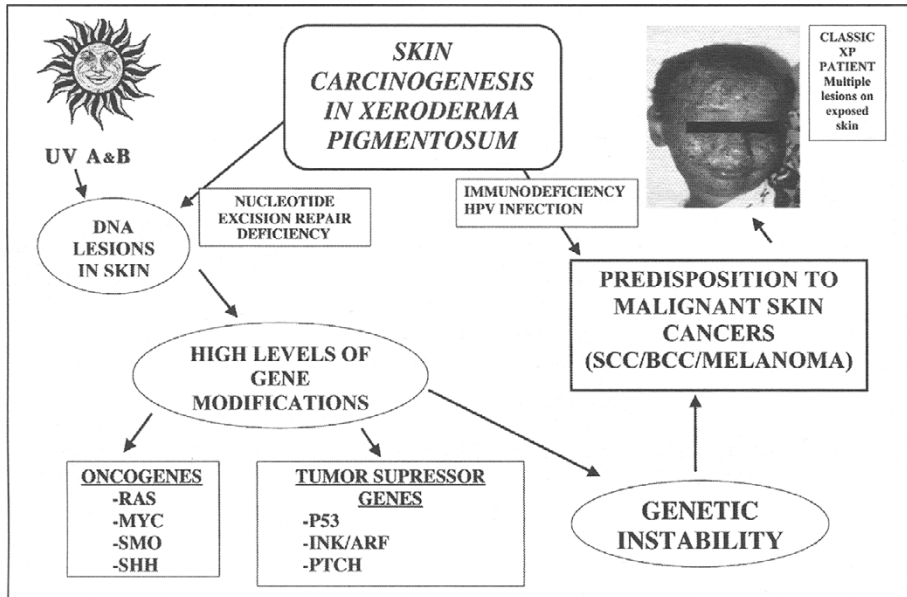 SKIN
CARCINOGENESIS
IN XERODERMA
PIGMENTOSUM
CLASSIC
XP
PATIENT
Multiple
lesions on
exposed
skin
UV A&B
NUCLEOTIDE
EXCISION REPAIR
DEFICIENCY
IMMUNODEFICIENCY
HPV INFECTION
DNA
LESIONS
IN SKIN
PREDISPOSITION TO
MALIGNANT SKIN
CANCERS
(SCC/BCC/MELANOMA)
HIGH LEVELS OF
GENE
MODIFICATIONS
ONCOGENES
-RAS
-MYC
-SMO
-SHH
TUMOR SUPRESSOR
GENES
-P53
-INK/ARF
-PTCH
GENETIC
INSTABILITY